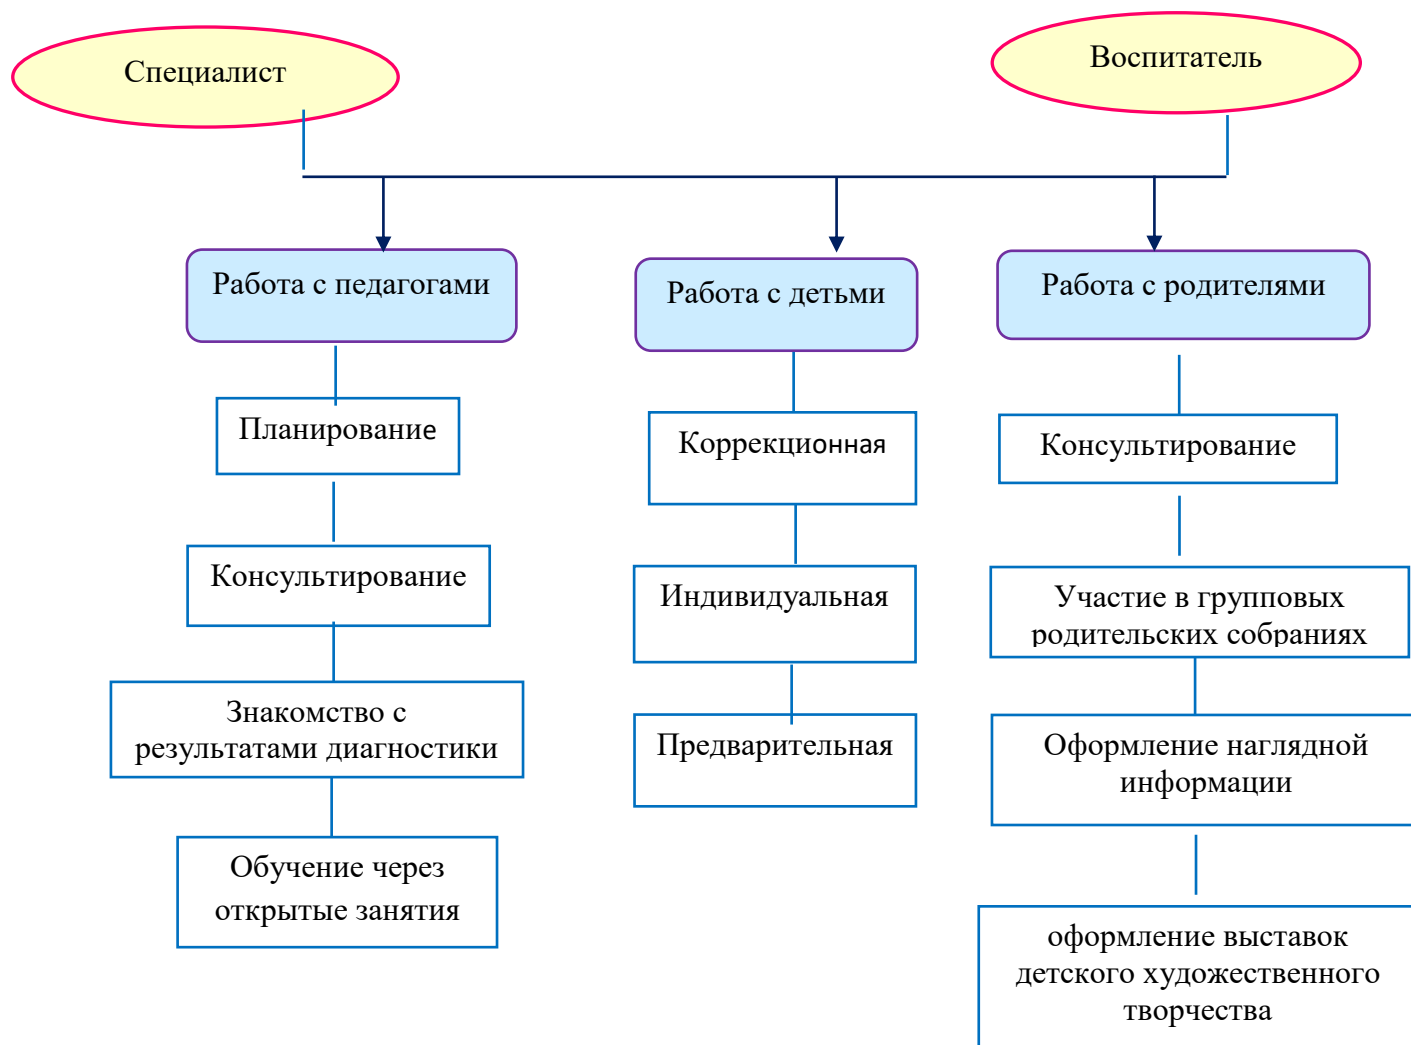 Специалист
Воспитатель
Работа с педагогами
Работа с детьми
Работа с родителями
Планирование
Коррекционная
Консультирование
Консультирование
Индивидуальная
Участие в групповых
родительских собраниях
Знакомство с
результатами диагностики
Предварительная
Оформление наглядной
информации
Обучение через
открытые занятия
оформление выставок
детского художественного
творчества